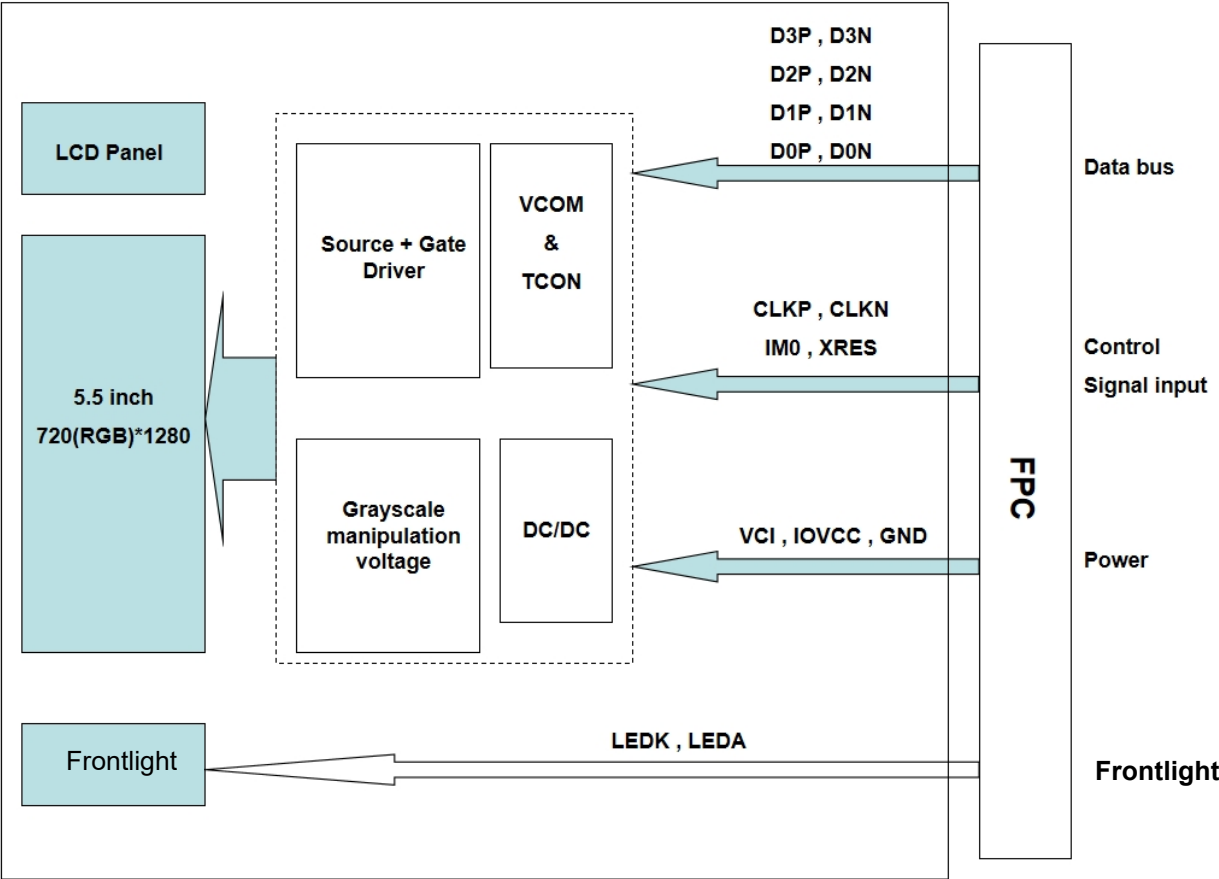 D3P , D3N
D2P , D2N
D1P , D1N
D0P , D0N
Data bus
LCD Panel
Source + Gate
Driver
VCOM
&
TCON
CLKP , CLKN
IM0 , XRES
Control
Signal input
5.5 inch
720(RGB)*1280
FPC
Grayscale
manipulation
voltage
DC/DC
VCI , IOVCC , GND
Power
LEDK , LEDA
Frontlight
Frontlight